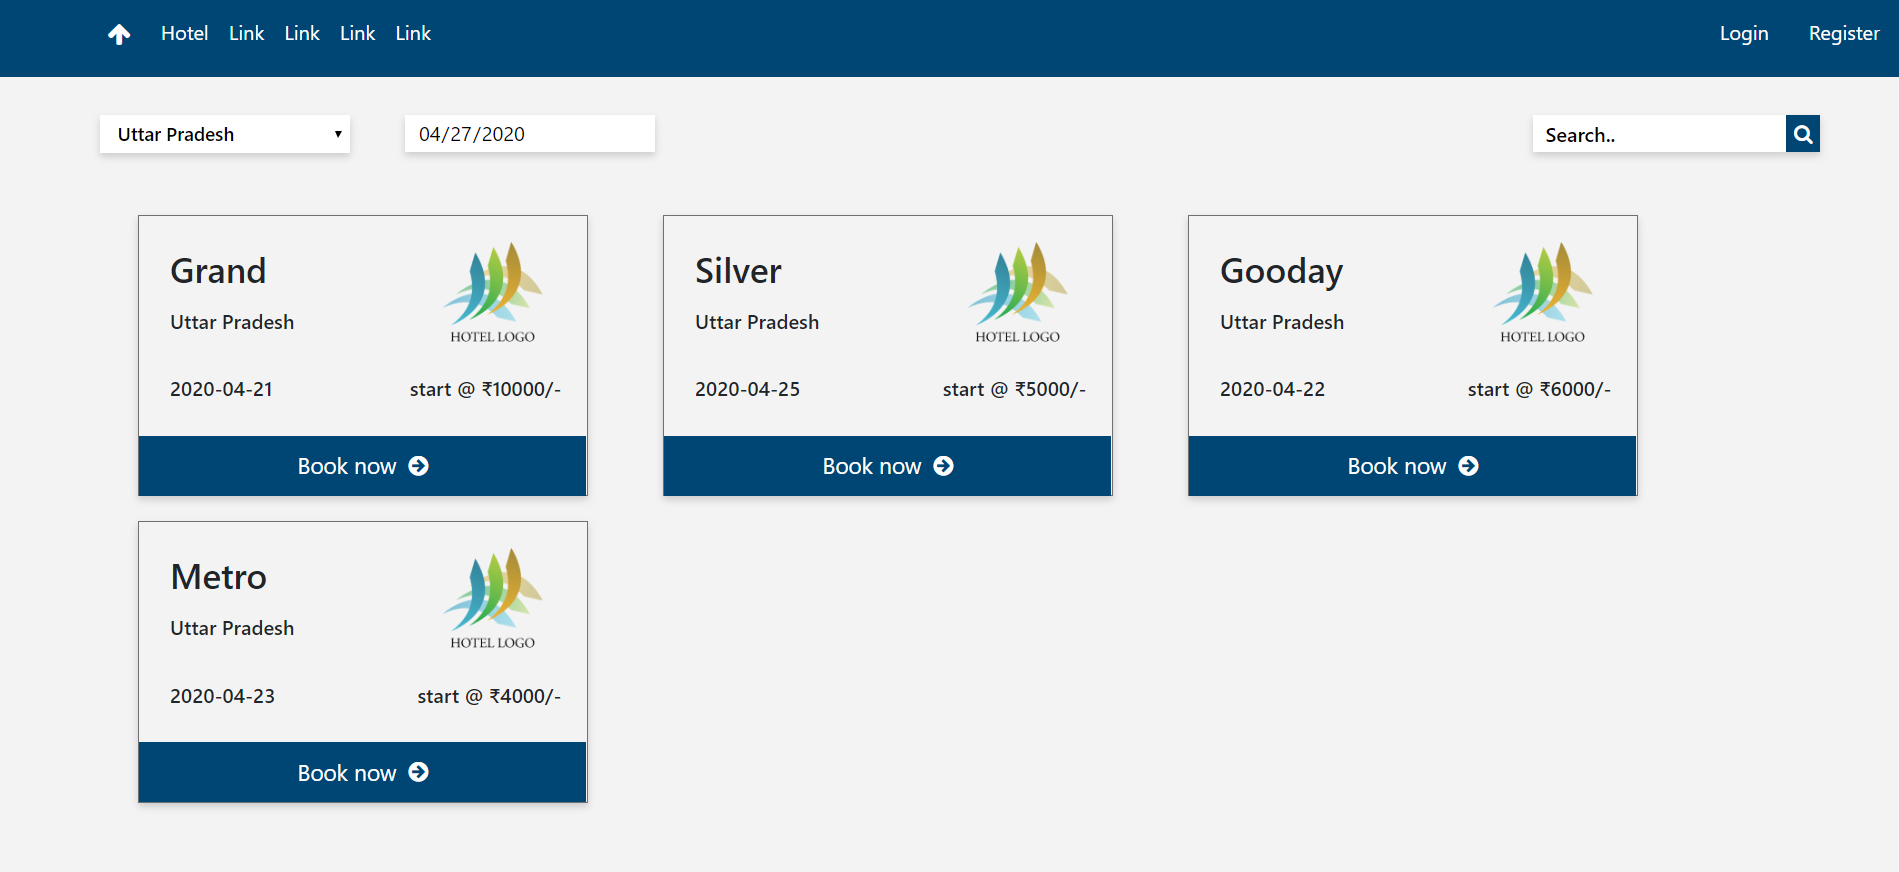 Hotel Link Link Link Link Login Register
Uttar Pradesh 04/27/2020 Search..
Grand
HOTEL LOGO
Uttar Pradesh
2020-04-21 start @ ₹10000/-
Book now
Silver
HOTEL LOGO
Uttar Pradesh
2020-04-25 start @ ₹5000/-
Book now
Gooday
HOTEL LOGO
Uttar Pradesh
2020-04-22 start @ ₹6000/-
Book now
Metro
HOTEL LOGO
Uttar Pradesh
2020-04-23 start @ ₹4000/-
Book now